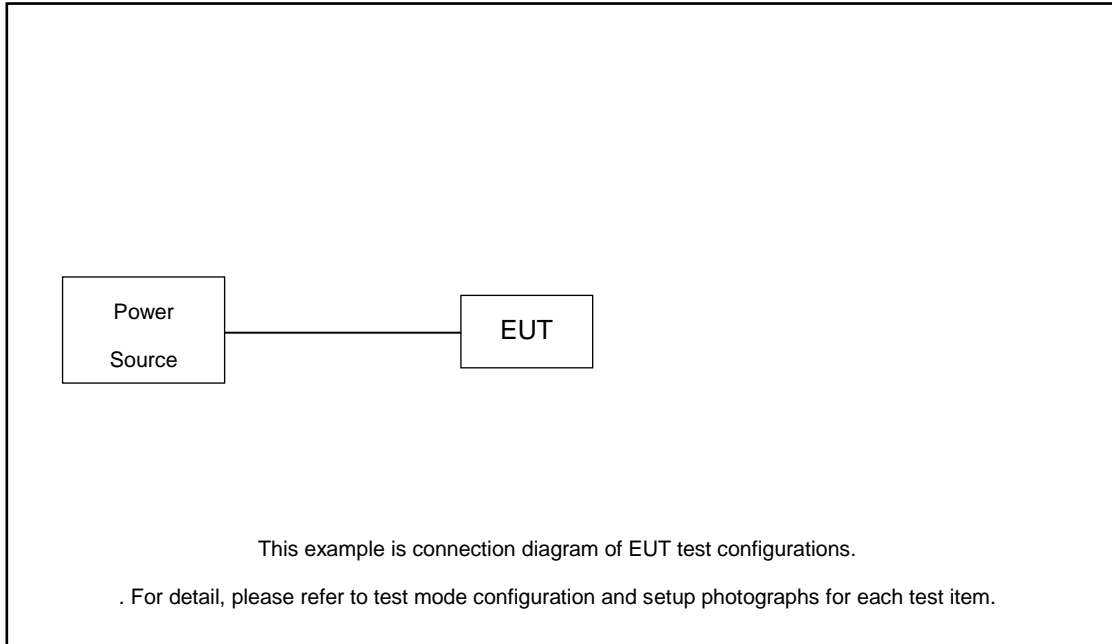 Power
Source
EUT
This example is connection diagram of EUT test configurations.
. For detail, please refer to test mode configuration and setup photographs for each test item.